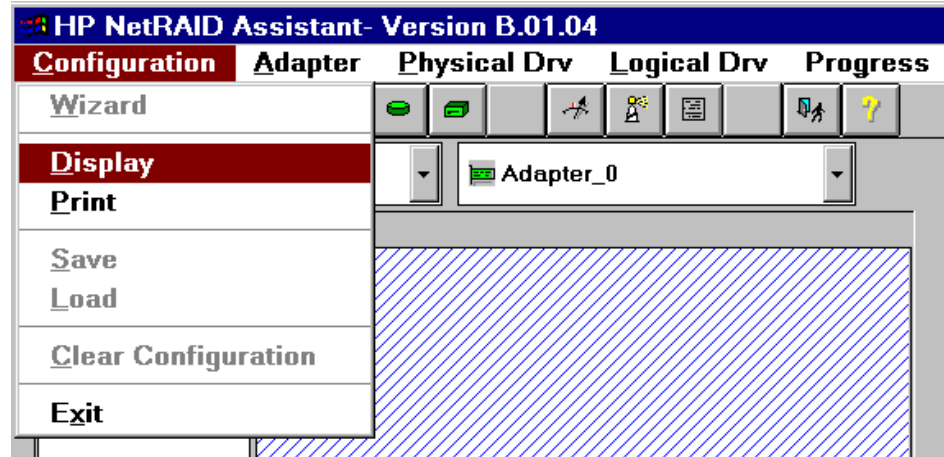 HP NetRAID Assistant- Version B.01.04
Configuration Adapter Physical Drv Logical Drv Progress
Wizard
Display
Adapter_0
Print
Save
Load
Clear Configuration
Exit